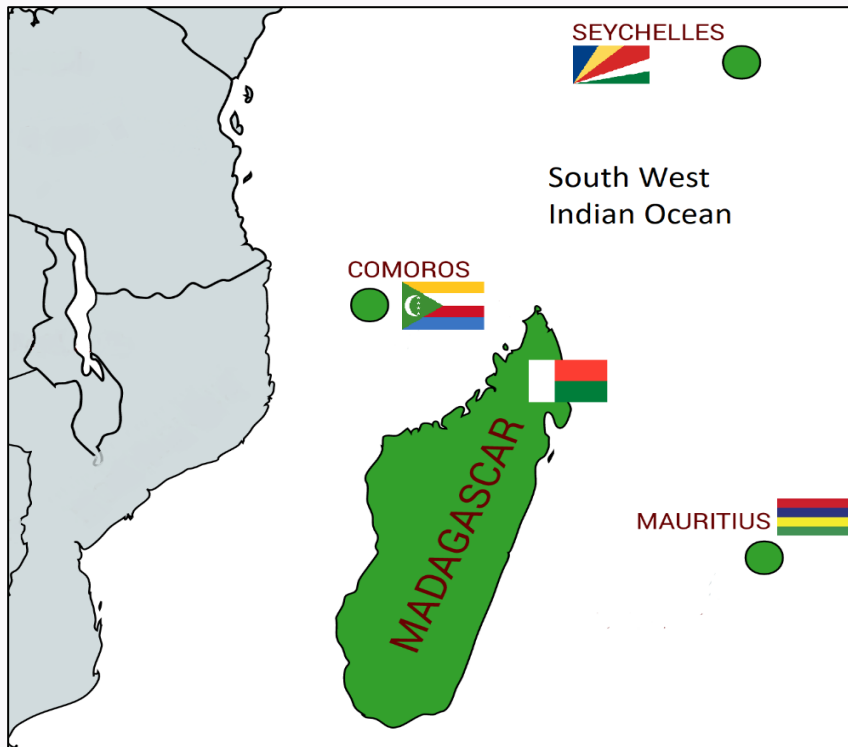 SEYCHELLES
South West
Indian Ocean
COMOROS
MADAGASCAR
MAURITIUS